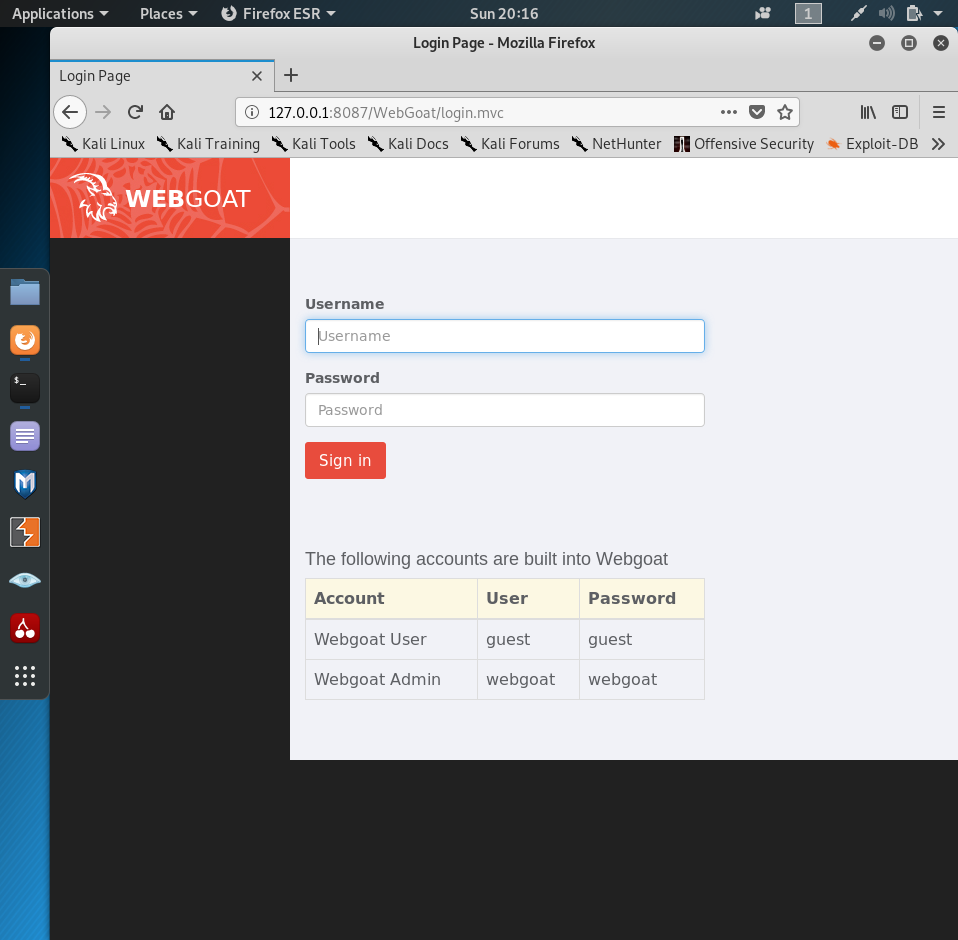 Applications Places Firefox ESR Sun 20:16 1
Login Page - Mozilla Firefox
Login Page
127.0.0.1:8087/WebGoat/login.mvc
Kali Linux Kali Training Kali Tools Kali Docs Kali Forums NetHunter Offensive Security Exploit-DB
WEBGOAT
Username
Username
Password
Password
Sign in
The following accounts are built into Webgoat
Account User Password
Webgoat User guest guest
Webgoat Admin webgoat webgoat